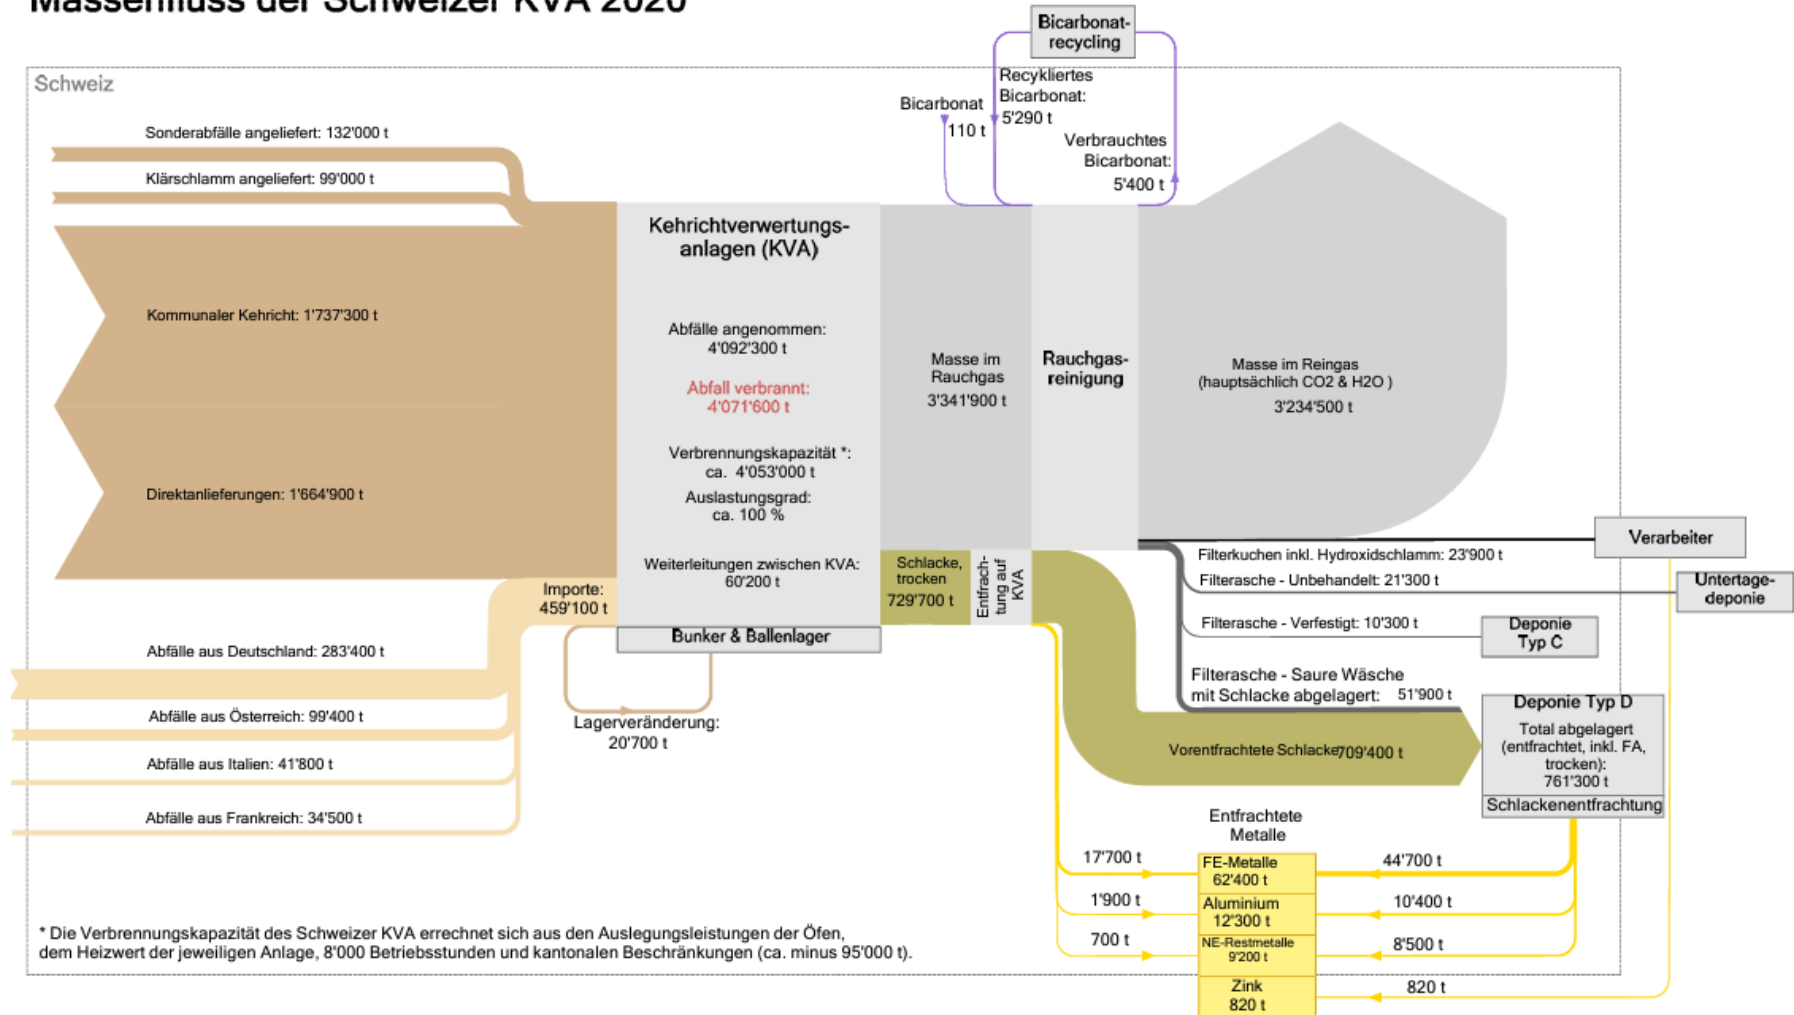 Massenfluss der Schweizer KVA 2020
Schweiz
Bicarbonat-
recycling
Recykliertes
Bicarbonat:
5'290 t
Bicarbonat
110 t
Verbrauchtes
Bicarbonat:
5'400 t
Sonderabfälle angeliefert: 132'000 t
Klärschlamm angeliefert: 99'000 t
Kommunaler Kehricht: 1'737'300 t
Direktanlieferungen: 1'664'900 t
Importe:
459'100 t
Abfälle aus Deutschland: 283'400 t
Abfälle aus Österreich: 99'400 t
Abfälle aus Italien: 41'800 t
Abfälle aus Frankreich: 34'500 t
Kehrichtverwertungs-
anlagen (KVA)
Abfälle angenommen:
4'092'300 t
Abfall verbrannt:
4'071'600 t
Verbrennungskapazität *:
ca. 4'053'000 t
Auslastungsgrad:
ca. 100 %
Weiterleitungen zwischen KVA:
60'200 t
Bunker & Ballenlager
Lagerveränderung:
20'700 t
Masse im
Rauchgas
3'341'900 t
Rauchgas-
reinigung
Masse im Reingas
(hauptsächlich CO2 & H2O )
3'234'500 t
Schlacke,
trocken
729'700 t
Entfrach-
tung auf
KVA
Verarbeiter
Filterkuchen inkl. Hydroxidschlamm: 23'900 t
Filterasche - Unbehandelt: 21'300 t
Untertage-
deponie
Filterasche - Verfestigt: 10'300 t
Deponie
Typ C
Filterasche - Saure Wäsche
mit Schlacke abgelagert: 51'900 t
Vorentfrachtete Schlacke 709'400 t
Deponie Typ D
Total abgelagert
(entfrachtet, inkl. FA,
trocken):
761'300 t
Schlackenentfrachtung
Entfrachtete
Metalle
17'700 t
FE-Metalle
62'400 t
44'700 t
1'900 t
Aluminium
12'300 t
10'400 t
700 t
NE-Restmetalle
9'200 t
8'500 t
Zink
820 t
820 t
* Die Verbrennungskapazität des Schweizer KVA errechnet sich aus den Auslegungsleistungen der Öfen,
dem Heizwert der jeweiligen Anlage, 8'000 Betriebsstunden und kantonalen Beschränkungen (ca. minus 95'000 t).